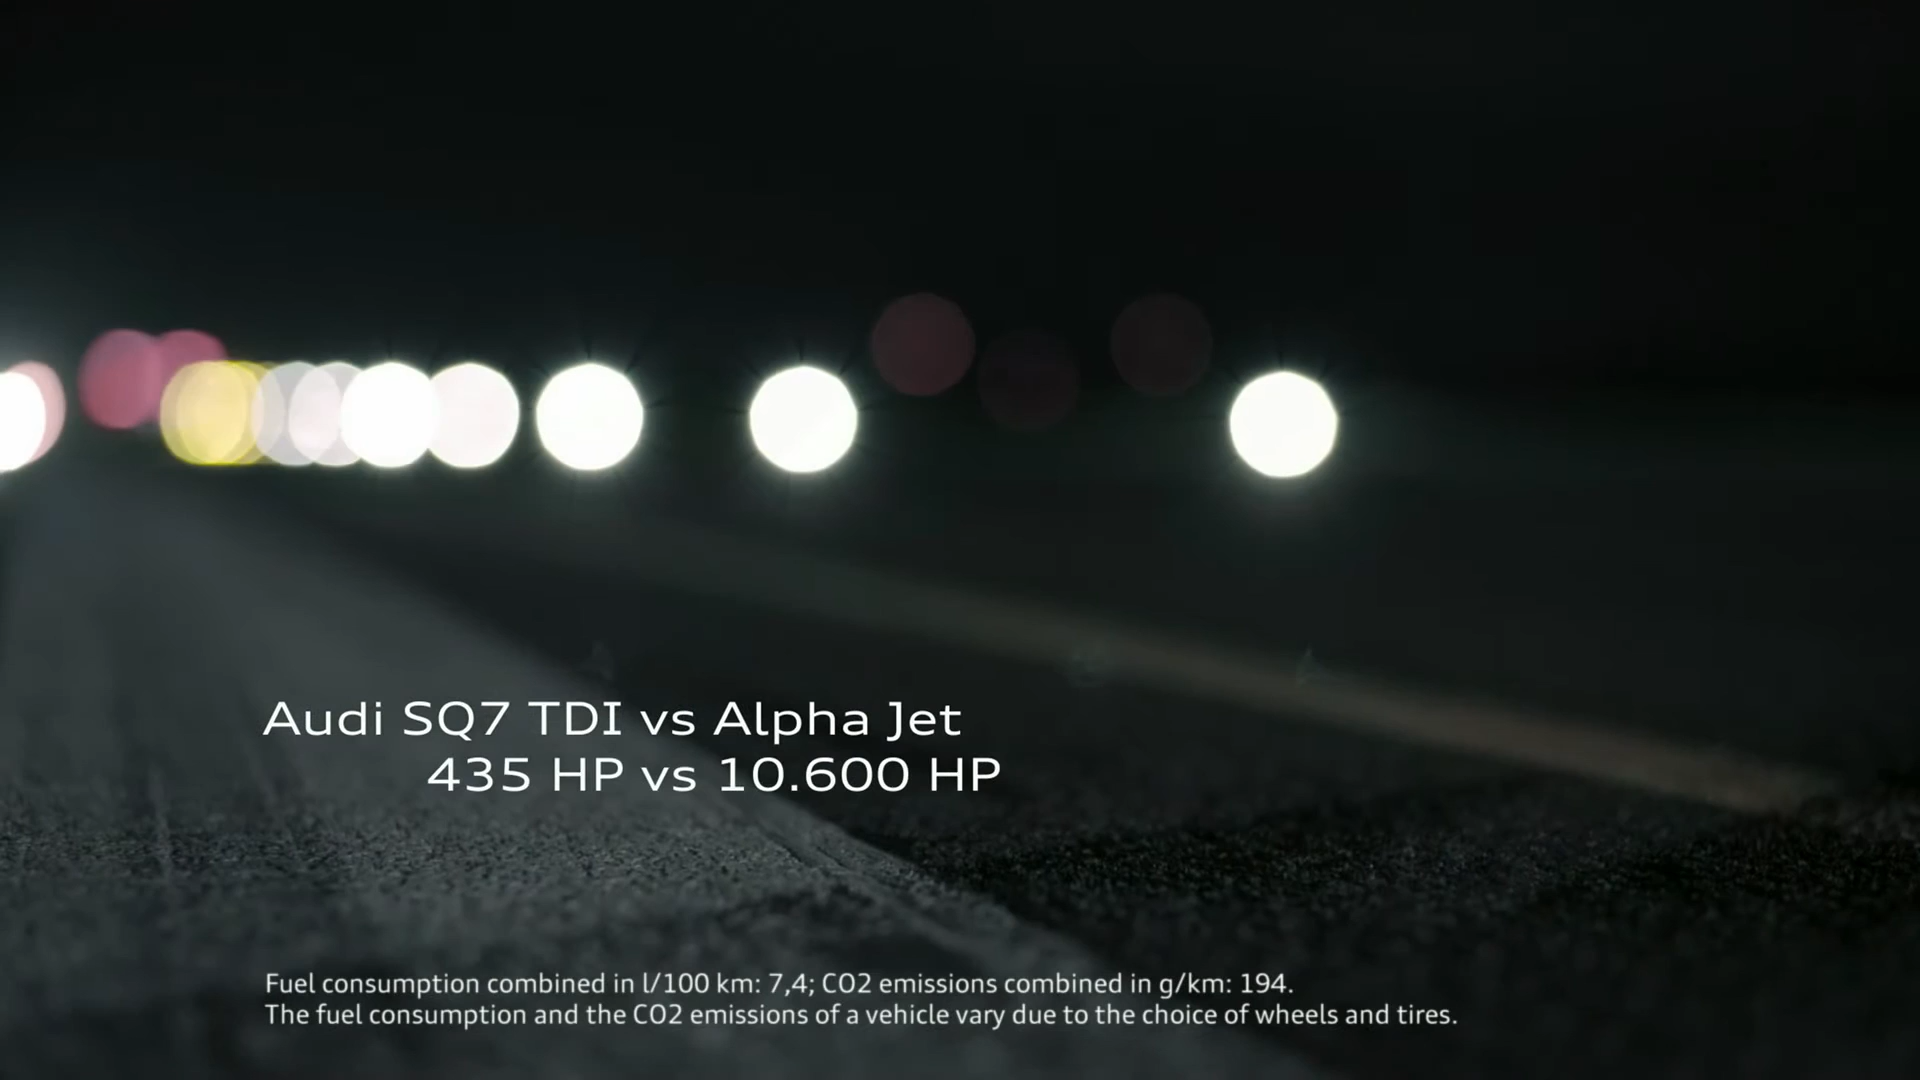 Audi SQ7 TDI vs Alpha Jet
435 HP vs 10.600 HP
Fuel consumption combined in l/100 km: 7,4; CO2 emissions combined in g/km: 194.
The fuel consumption and the CO2 emissions of a vehicle vary due to the choice of wheels and tires.